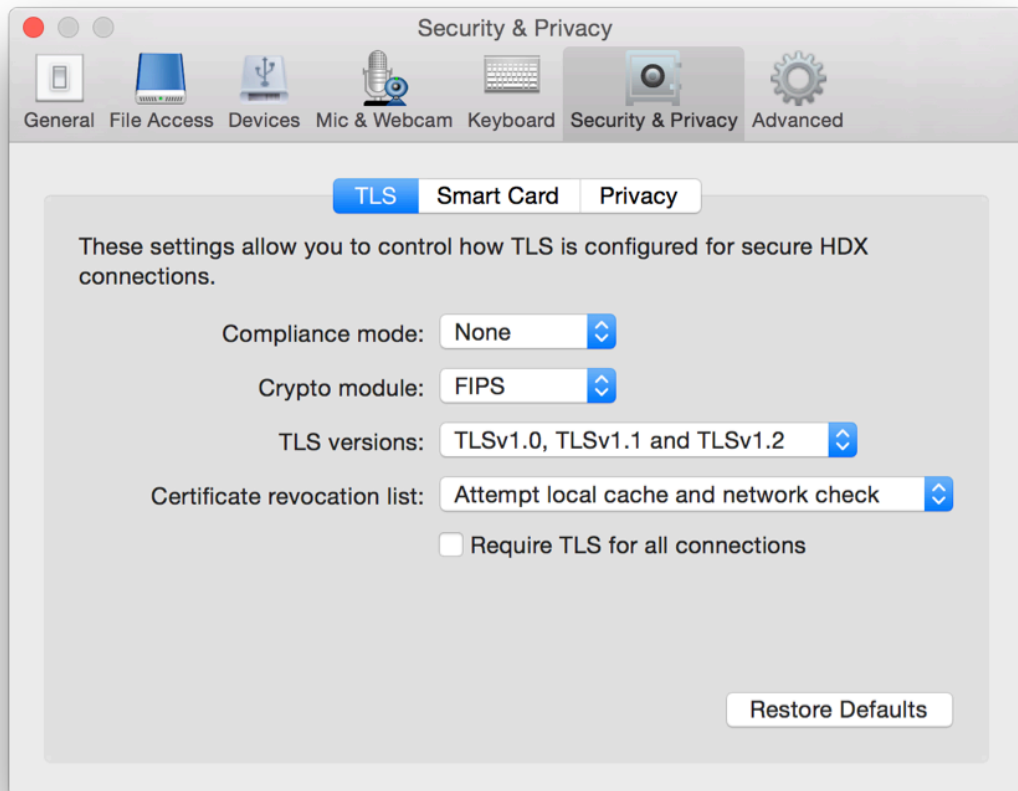 Security & Privacy
General File Access Devices Mic & Webcam Keyboard Security & Privacy Advanced
TLS Smart Card Privacy
These settings allow you to control how TLS is configured for secure HDX
connections.
Compliance mode: None
Crypto module: FIPS
TLS versions: TLSv1.0, TLSv1.1 and TLSv1.2
Certificate revocation list: Attempt local cache and network check
Require TLS for all connections
Restore Defaults